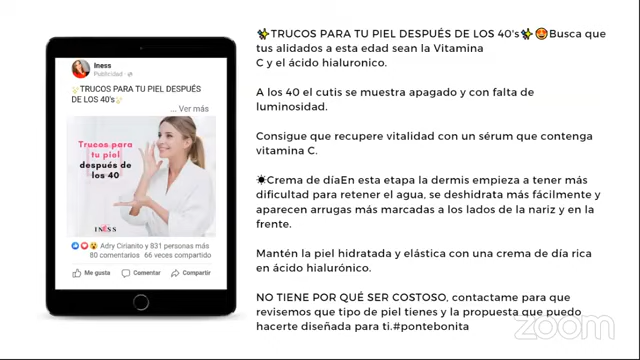 Iness
Publicidad
✨TRUCOS PARA TU PIEL DESPUÉS
DE LOS 40's✨
... Ver más
Trucos para
tu piel
después de
los 40
INESS
Adry Cirianito y 831 personas más
80 comentarios 66 veces compartido
Me gusta Comentar Compartir
✨TRUCOS PARA TU PIEL DESPUÉS DE LOS 40's✨🤩Busca que
tus alidados a esta edad sean la Vitamina
C y el ácido hialuronico.
A los 40 el cutis se muestra apagado y con falta de
luminosidad.
Consigue que recupere vitalidad con un sérum que contenga
vitamina C.
☀Crema de díaEn esta etapa la dermis empieza a tener más
dificultad para retener el agua, se deshidrata más fácilmente y
aparecen arrugas más marcadas a los lados de la nariz y en la
frente.
Mantén la piel hidratada y elástica con una crema de día rica
en ácido hialurónico.
NO TIENE POR QUÉ SER COSTOSO, contactame para que
revisemos que tipo de piel tienes y la propuesta que puedo
hacerte diseñada para ti.#pontebonita
zoom